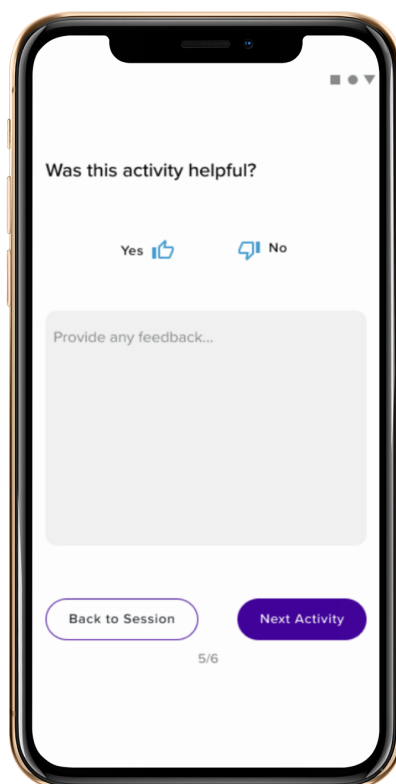 Was this activity helpful?
Yes No
Provide any feedback...
Back to Session Next Activity
5/6